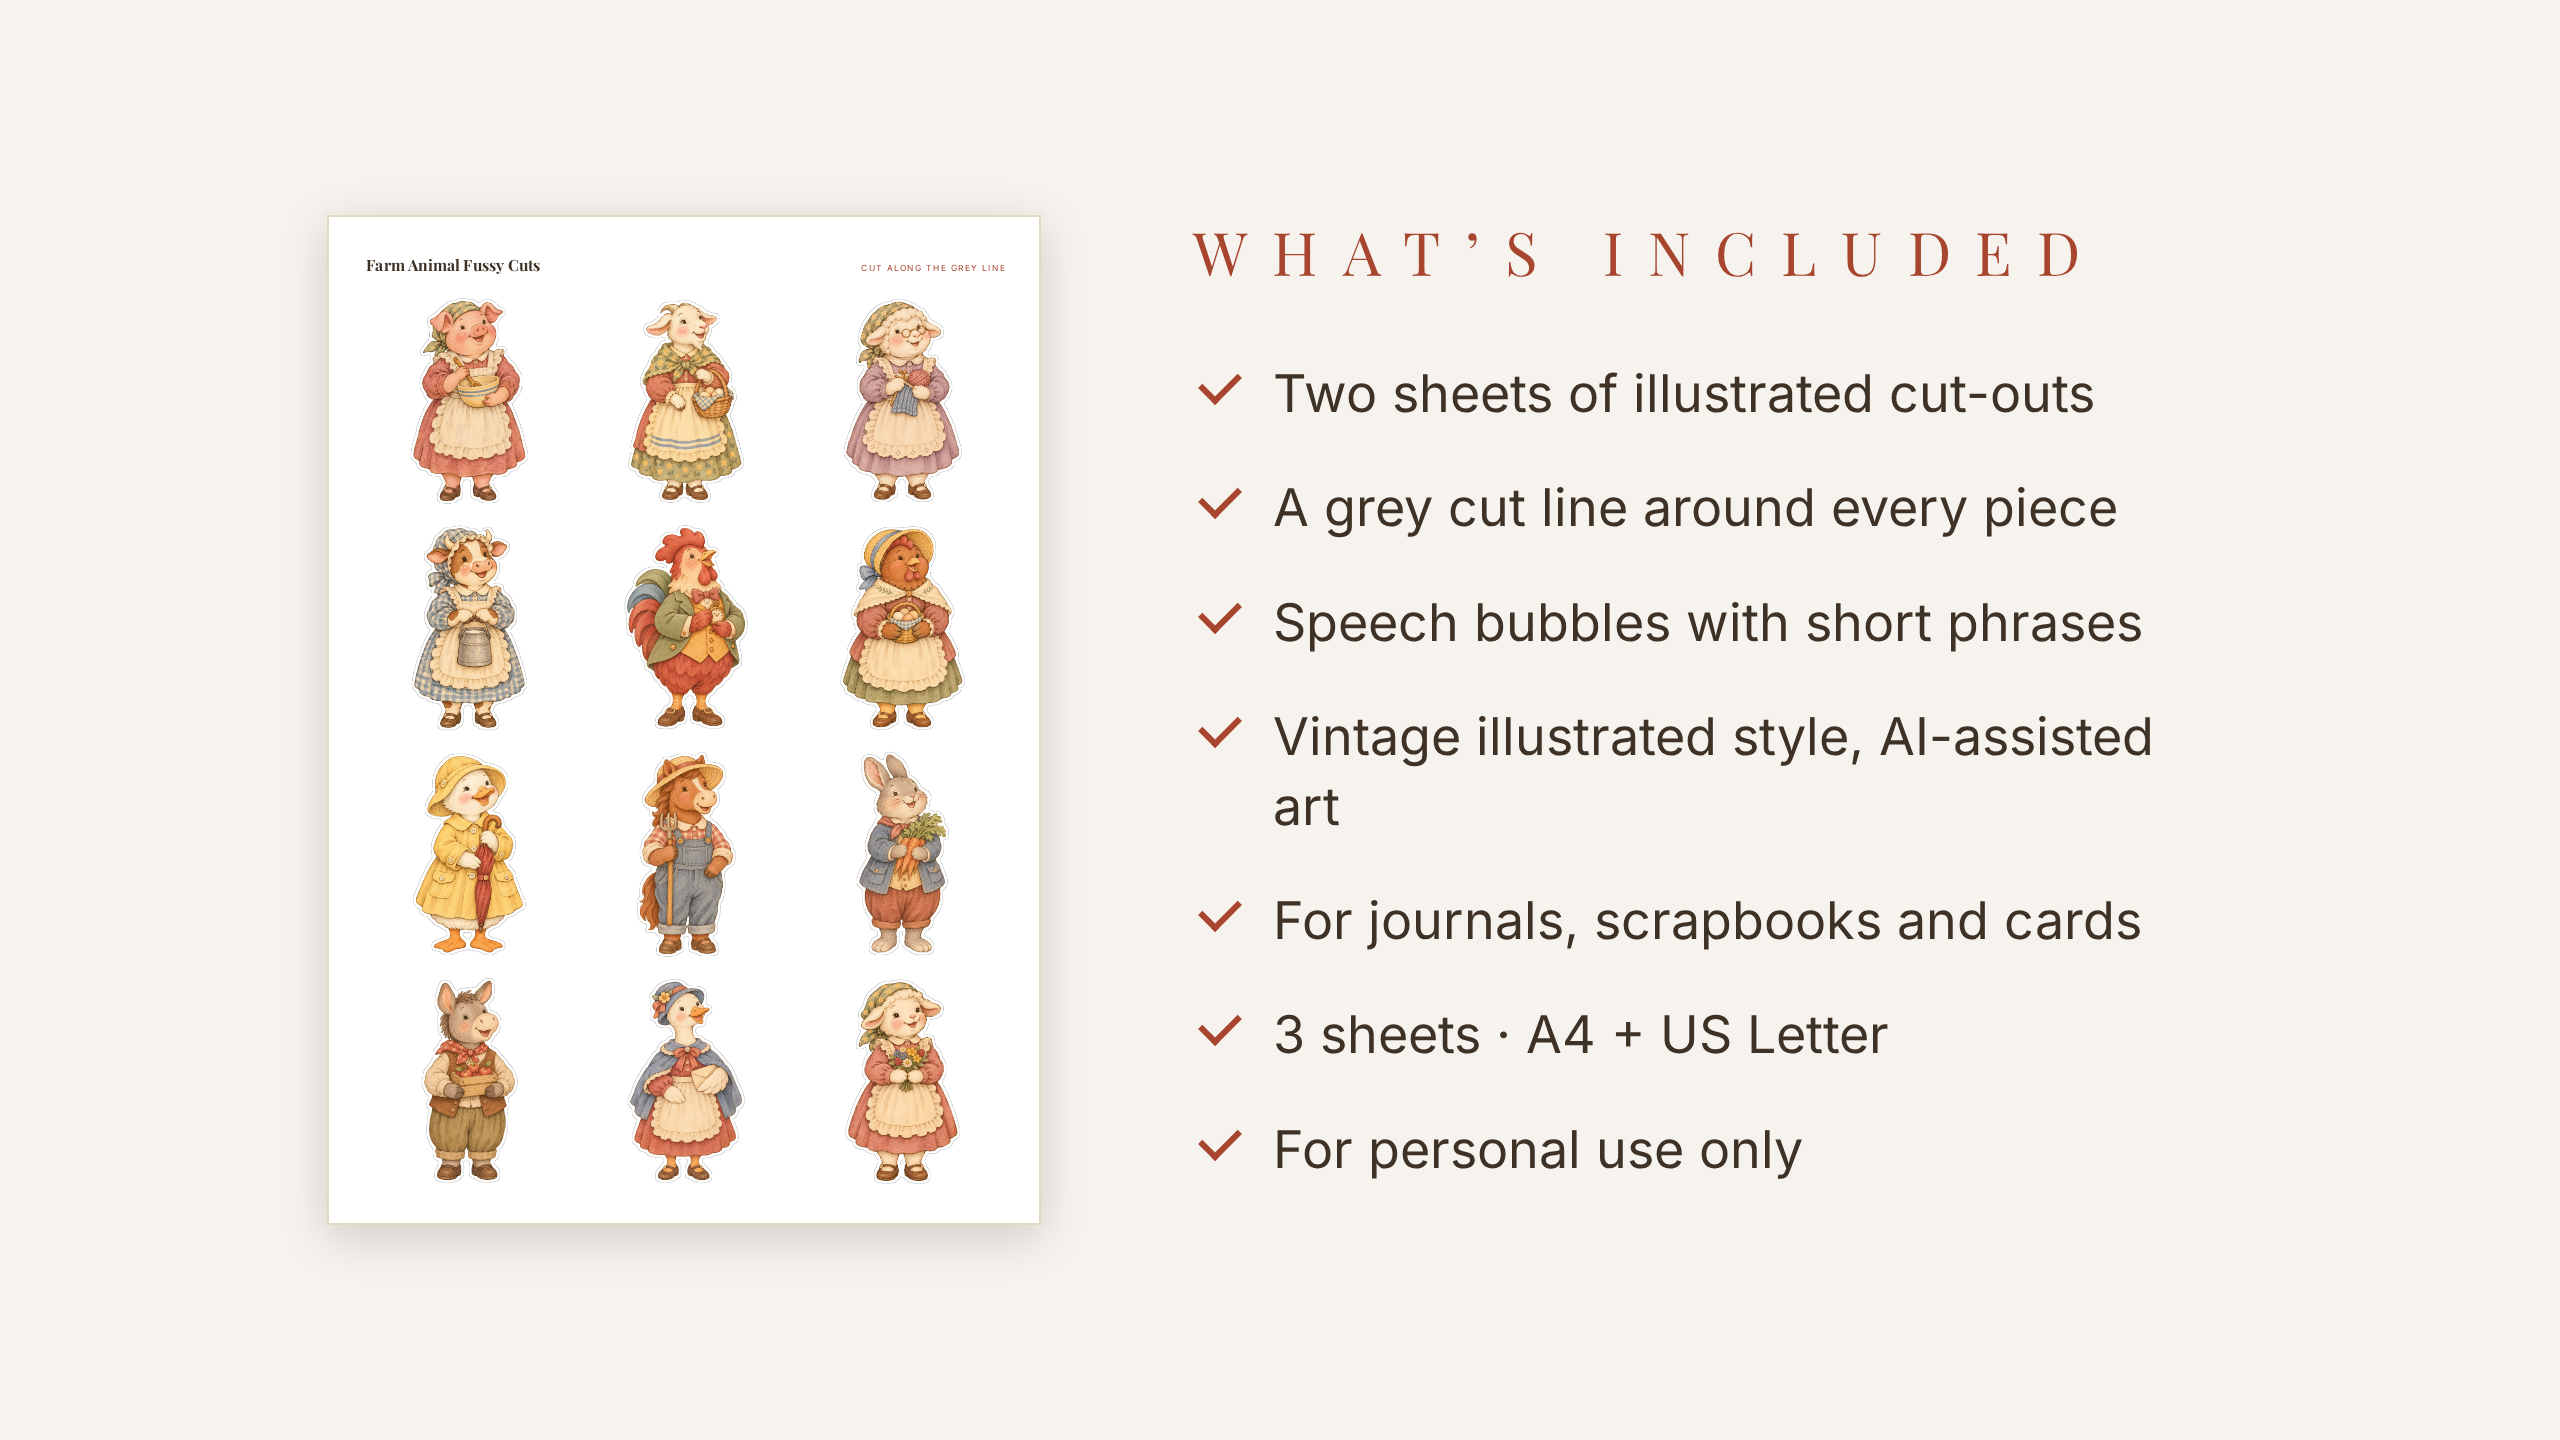 Farm Animal Fussy Cuts
CUT ALONG THE GREY LINE
WHAT’S INCLUDED
Two sheets of illustrated cut-outs
A grey cut line around every piece
Speech bubbles with short phrases
Vintage illustrated style, AI-assisted
art
For journals, scrapbooks and cards
3 sheets · A4 + US Letter
For personal use only